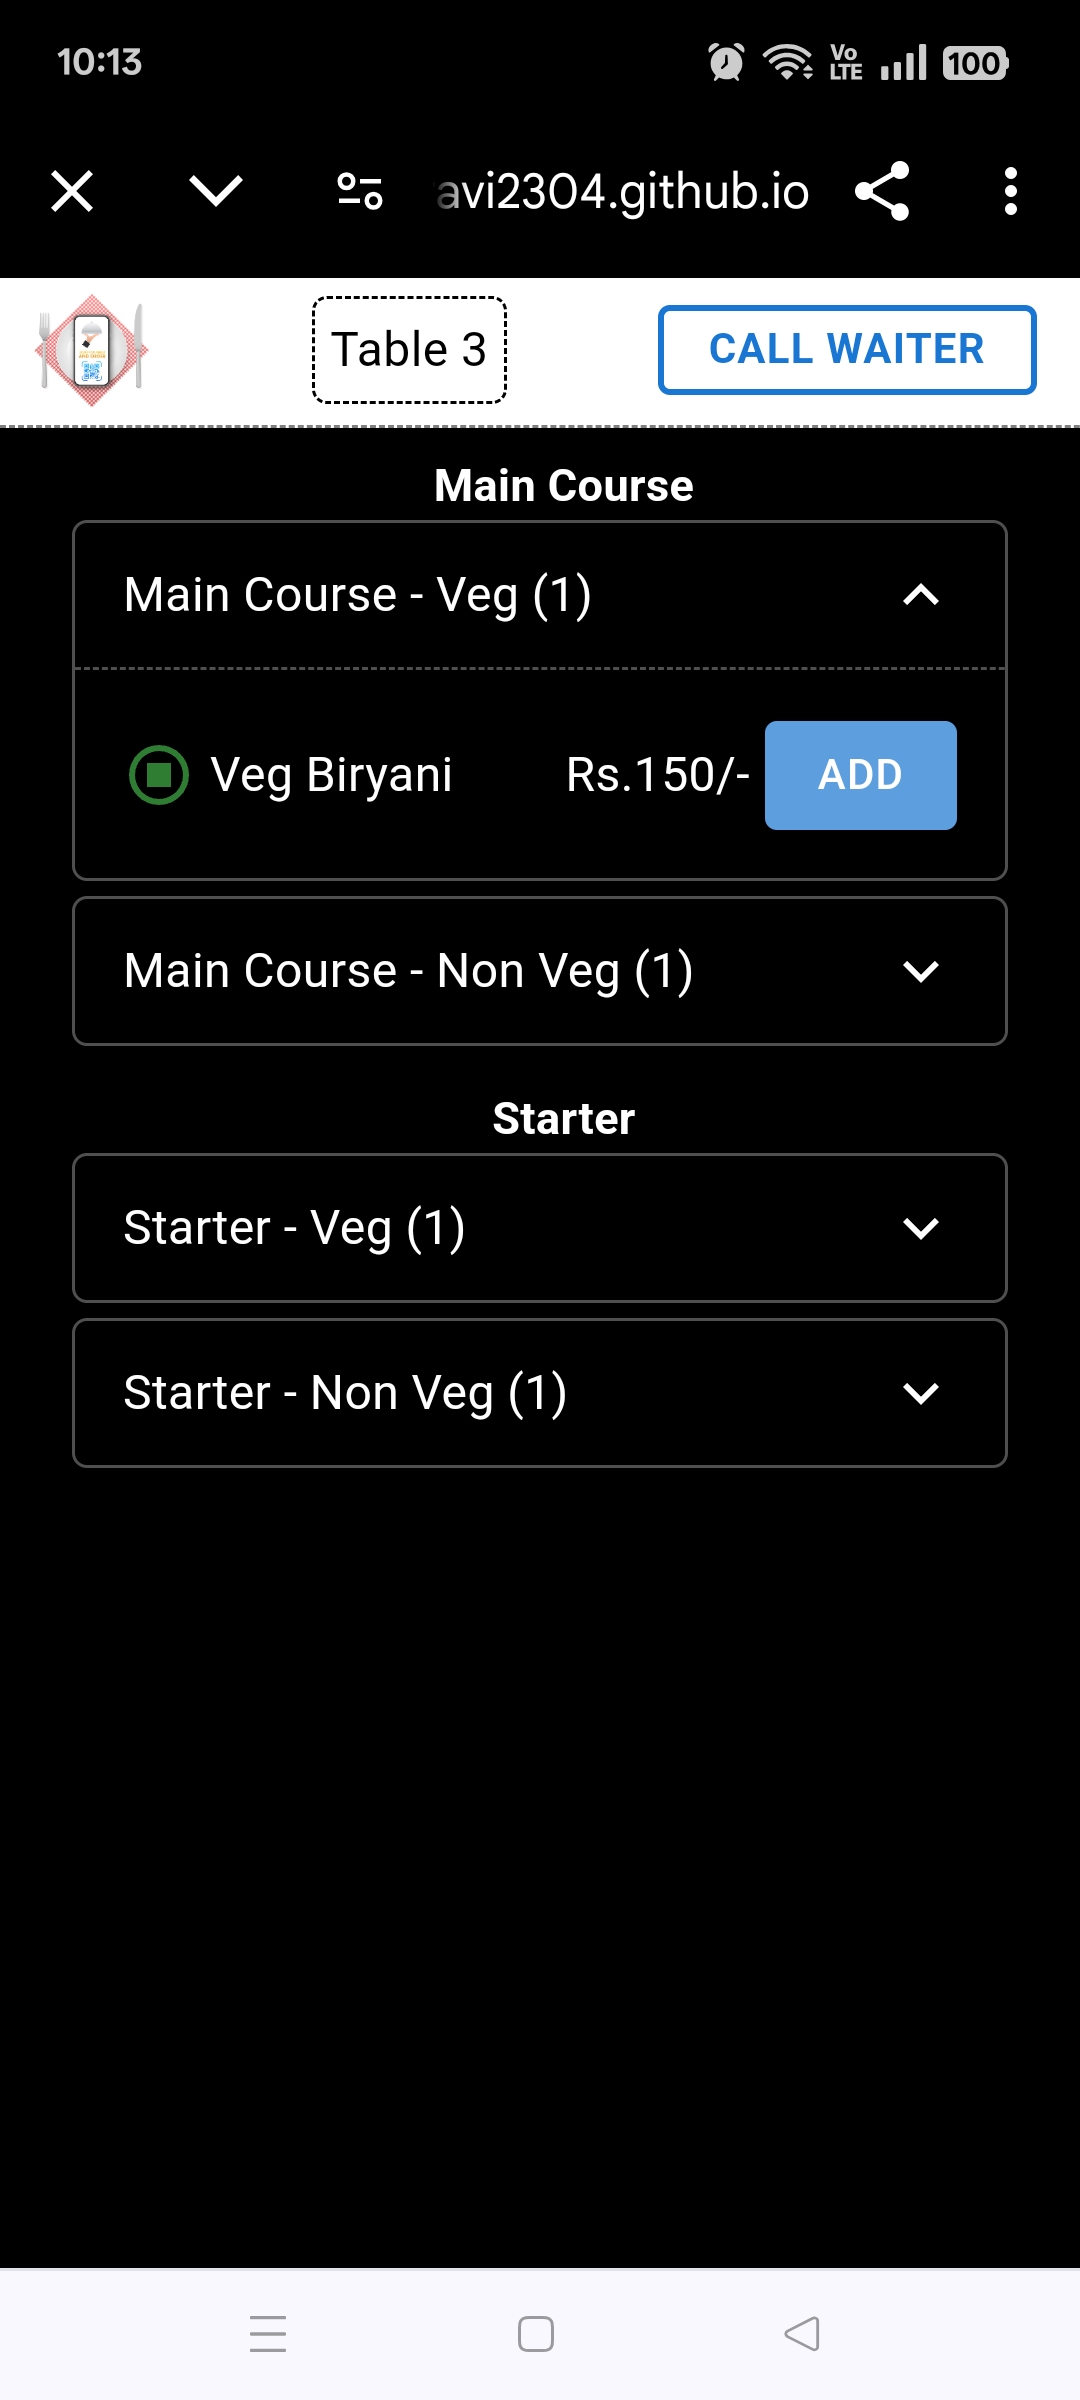 10:13
Vo
LTE
100
avi2304.github.io
Table 3
CALL WAITER
Main Course
Main Course - Veg (1)
Veg Biryani Rs.150/- ADD
Main Course - Non Veg (1)
Starter
Starter - Veg (1)
Starter - Non Veg (1)